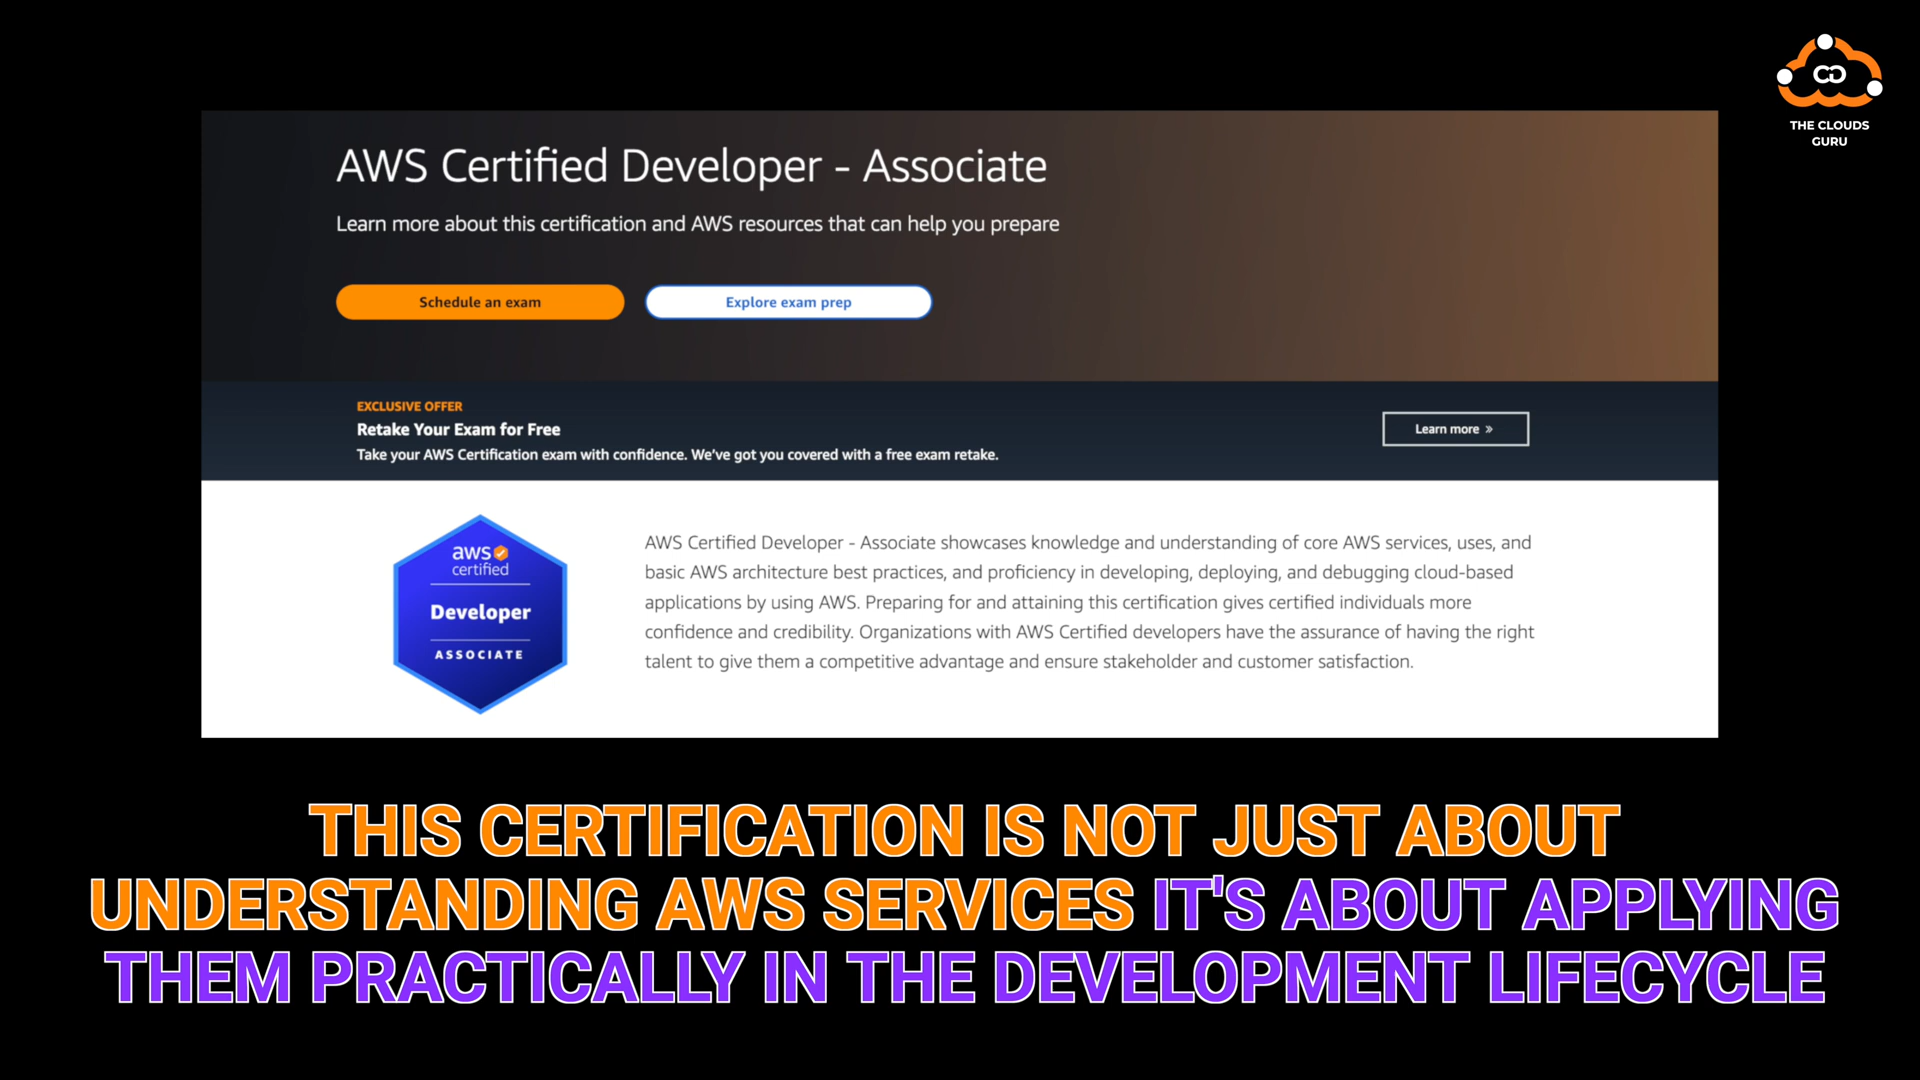 CG
THE CLOUDS
GURU
AWS Certified Developer - Associate
Learn more about this certification and AWS resources that can help you prepare
Schedule an exam
Explore exam prep
EXCLUSIVE OFFER
Retake Your Exam for Free
Take your AWS Certification exam with confidence. We've got you covered with a free exam retake.
Learn more »
aws
certified
Developer
ASSOCIATE
AWS Certified Developer - Associate showcases knowledge and understanding of core AWS services, uses, and
basic AWS architecture best practices, and proficiency in developing, deploying, and debugging cloud-based
applications by using AWS. Preparing for and attaining this certification gives certified individuals more
confidence and credibility. Organizations with AWS Certified developers have the assurance of having the right
talent to give them a competitive advantage and ensure stakeholder and customer satisfaction.
THIS CERTIFICATION IS NOT JUST ABOUT
UNDERSTANDING AWS SERVICES IT'S ABOUT APPLYING
THEM PRACTICALLY IN THE DEVELOPMENT LIFECYCLE